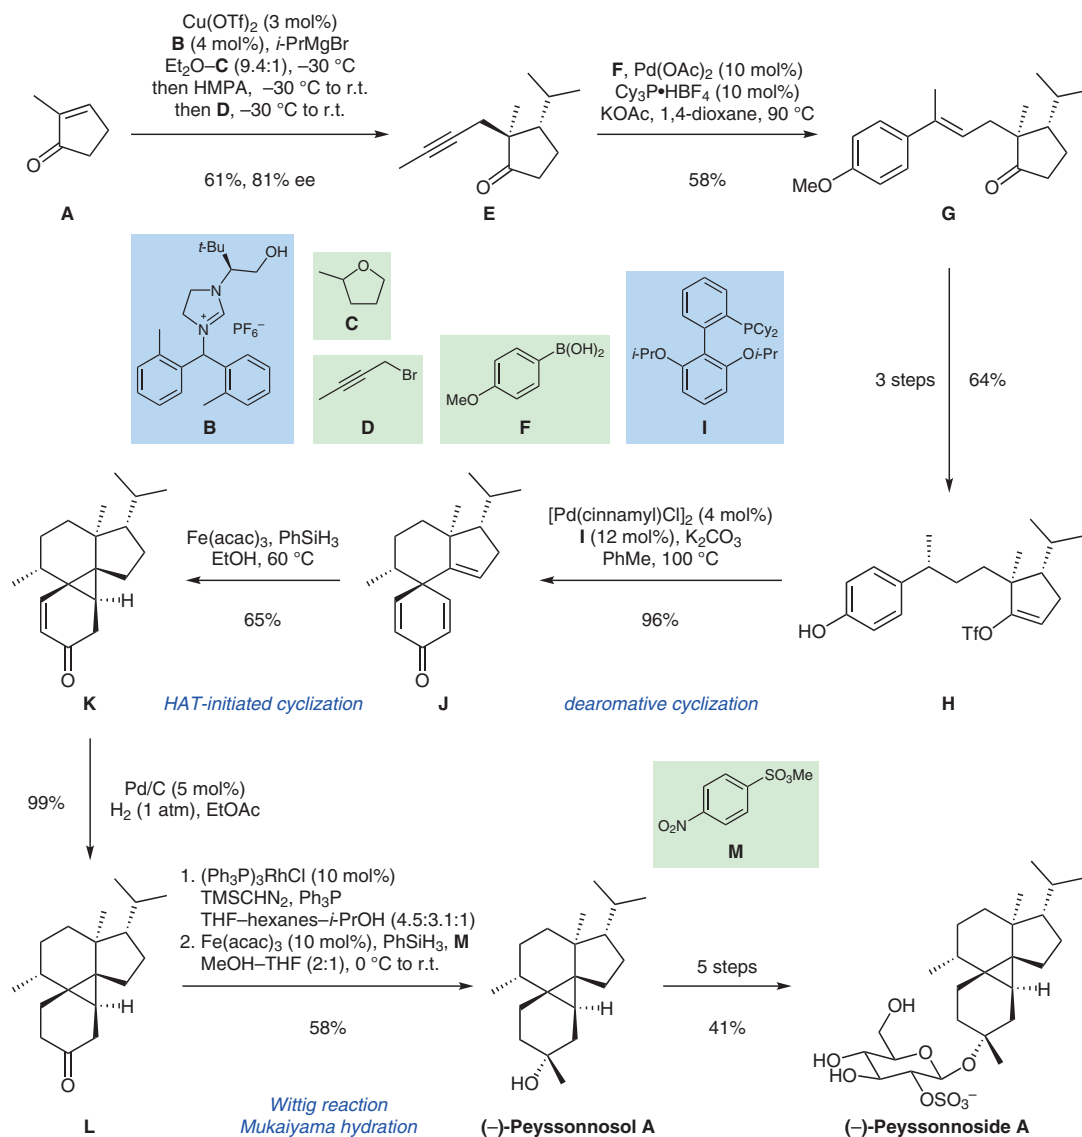 Cu(OTf)2 (3 mol%)
B (4 mol%), i-PrMgBr
Et2O–C (9.4:1), –30 °C
then HMPA, –30 °C to r.t.
then D, –30 °C to r.t.
61%, 81% ee
O
A
O
E
F, Pd(OAc)2 (10 mol%)
Cy3P•HBF4 (10 mol%)
KOAc, 1,4-dioxane, 90 °C
58%
MeO
O
G
t-Bu
OH
N
+
N
PF6–
B
O
C
Br
D
B(OH)2
MeO
F
PCy2
i-PrO
Oi-Pr
I
3 steps
64%
HO
TfO
H
[Pd(cinnamyl)Cl]2 (4 mol%)
I (12 mol%), K2CO3
PhMe, 100 °C
96%
dearomative cyclization
O
J
Fe(acac)3, PhSiH3
EtOH, 60 °C
65%
HAT-initiated cyclization
H
O
K
99%
Pd/C (5 mol%)
H2 (1 atm), EtOAc
H
O
L
1. (Ph3P)3RhCl (10 mol%)
TMSCHN2, Ph3P
THF–hexanes–i-PrOH (4.5:3.1:1)
2. Fe(acac)3 (10 mol%), PhSiH3, M
MeOH–THF (2:1), 0 °C to r.t.
58%
Wittig reaction
Mukaiyama hydration
SO3Me
O2N
M
H
HO
(–)-Peyssonnosol A
5 steps
41%
H
OH
O
O
HO
HO
OSO3–
(–)-Peyssonnoside A